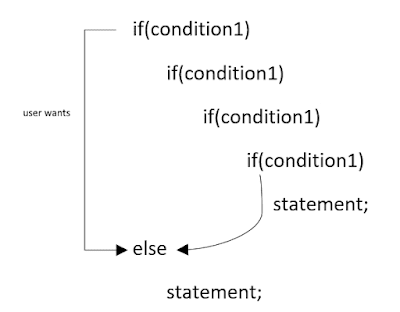 if(condition1)
if(condition1)
user wants
if(condition1)
if(condition1)
statement;
else
statement;